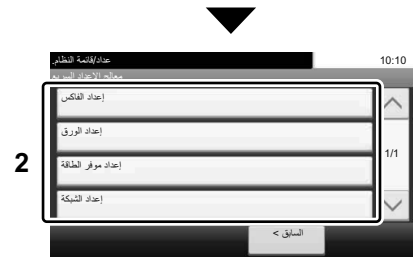 عداد/قائمة النظام.
10:10
معالج الإعداد السريع
إعداد الفاكس
إعداد الورق
إعداد موفر الطاقة
إعداد الشبكة
1/1
2
السابق >